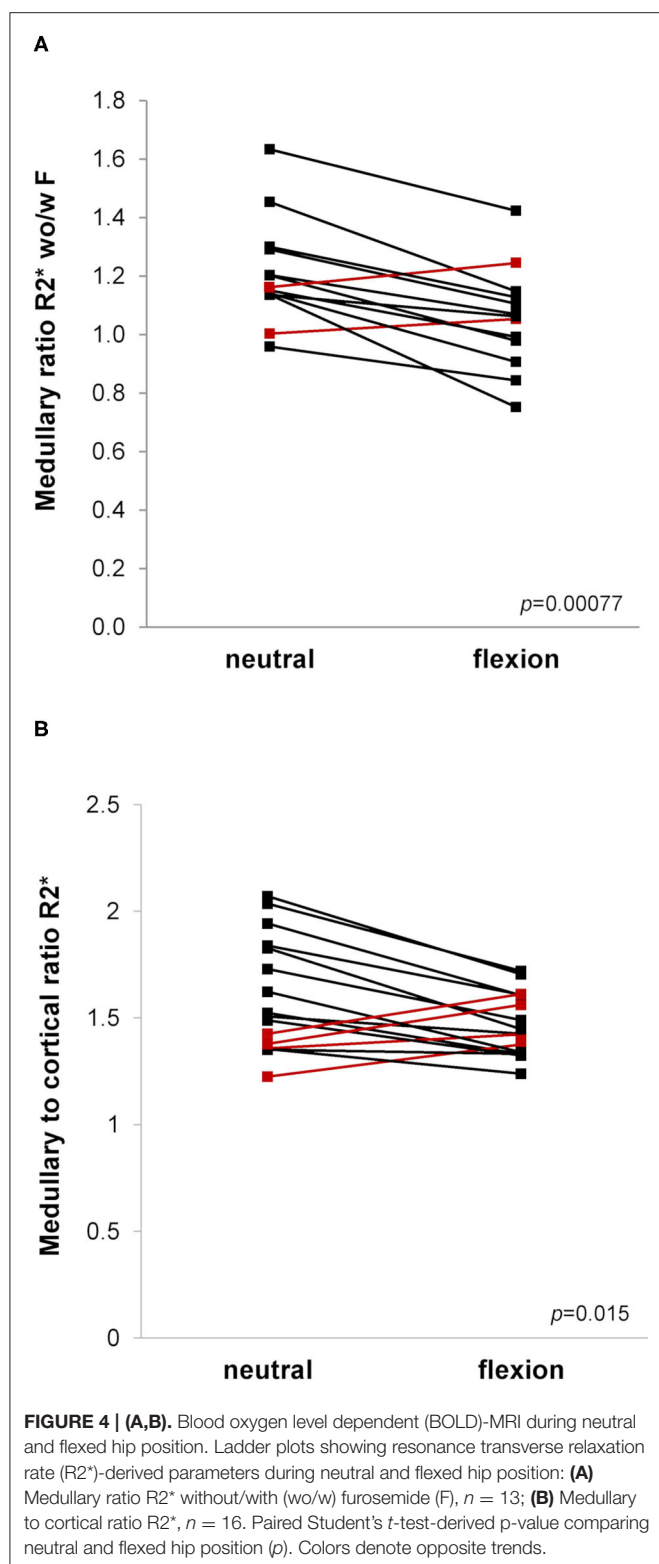 A
Medullary ratio R2* wo/w F
1.8
1.6
1.4
1.2
1.0
0.8
0.6
0.4
0.2
0.0
p=0.00077
neutral flexion
B
Medullary to cortical ratio R2*
2.5
2
1.5
1
0.5
0
p=0.015
neutral flexion
FIGURE 4 | (A,B). Blood oxygen level dependent (BOLD)-MRI during neutral
and flexed hip position. Ladder plots showing resonance transverse relaxation
rate (R2*)-derived parameters during neutral and flexed hip position: (A)
Medullary ratio R2* without/with (wo/w) furosemide (F), n = 13; (B) Medullary
to cortical ratio R2*, n = 16. Paired Student's t-test-derived p-value comparing
neutral and flexed hip position (p). Colors denote opposite trends.